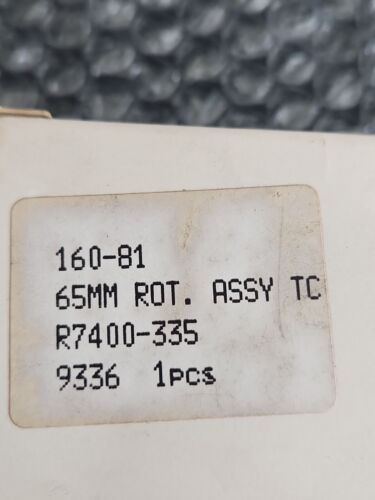 160-81
65MM ROT. ASSY TC
R7400-335
9336 1pcs